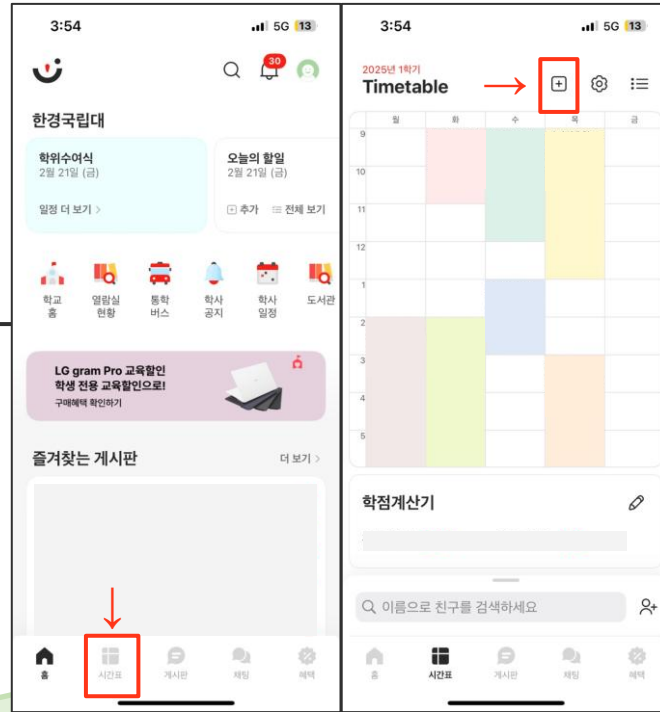 3:54
5G 13
30
한경국립대
학위수여식
2월 21일 (금)
일정 더 보기 >
오늘의 할일
2월 21일 (금)
추가 전체 보기
학교 홈
열람실 현황
통학 버스
학사 공지
학사 일정
도서관
LG gram Pro 교육할인
학생 전용 교육할인으로!
구매혜택 확인하기
즐겨찾는 게시판
더 보기 >
홈 시간표 게시판 채팅 혜택
3:54
5G 13
2025년 1학기
Timetable
월 화 수 목 금
9
10
11
12
1
2
3
4
5
학점계산기
이름으로 친구를 검색하세요
홈 시간표 게시판 채팅 혜택